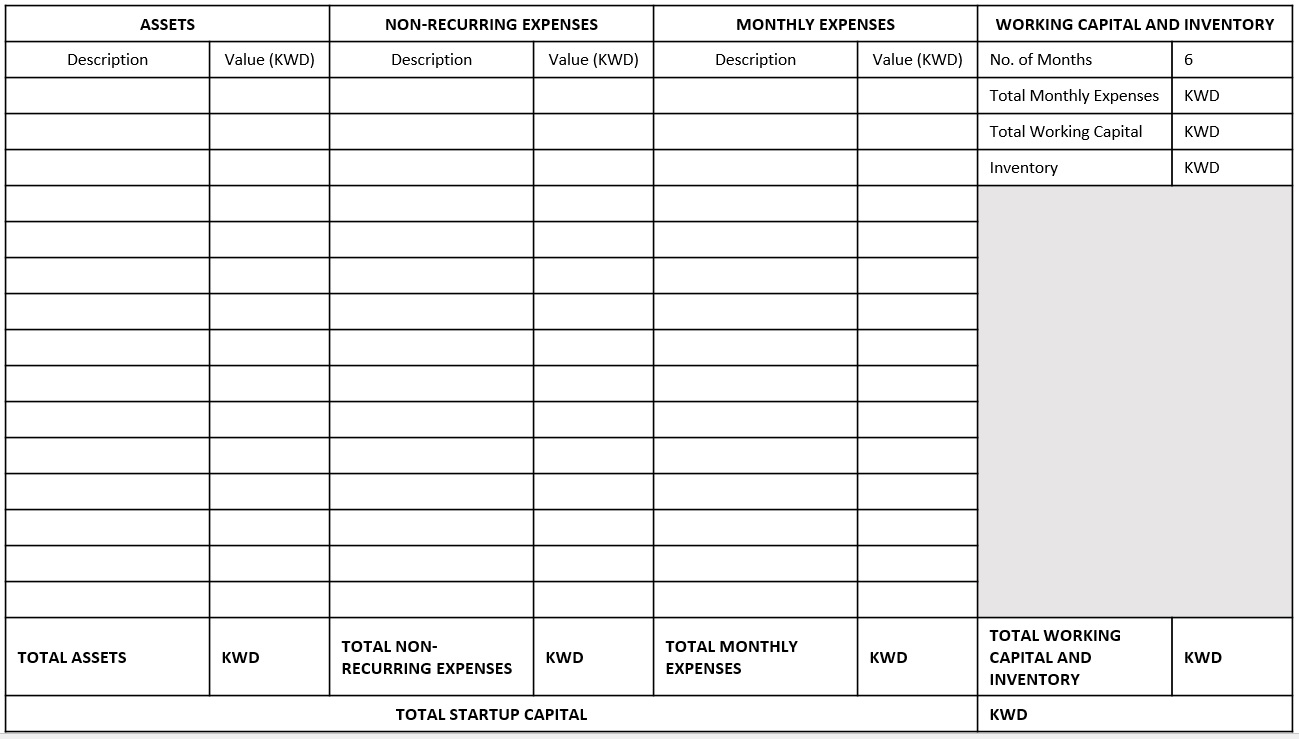 ASSETS NON-RECURRING EXPENSES MONTHLY EXPENSES WORKING CAPITAL AND INVENTORY
Description Value (KWD) Description Value (KWD) Description Value (KWD) No. of Months 6
Total Monthly Expenses KWD
Total Working Capital KWD
Inventory KWD
TOTAL ASSETS KWD
TOTAL NON-
RECURRING EXPENSES KWD
TOTAL MONTHLY
EXPENSES KWD
TOTAL WORKING
CAPITAL AND
INVENTORY KWD
TOTAL STARTUP CAPITAL KWD